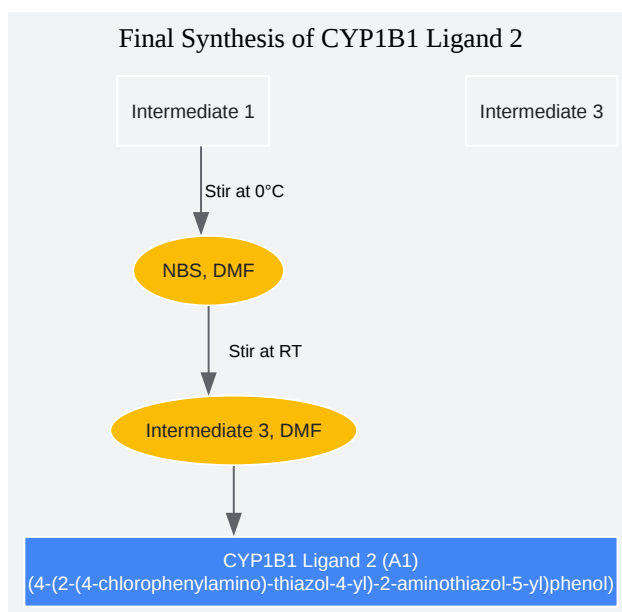 Final Synthesis of CYP1B1 Ligand 2
Intermediate 1
Intermediate 3
Stir at 0°C
NBS, DMF
Stir at RT
Intermediate 3, DMF
CYP1B1 Ligand 2 (A1)
(4-(2-(4-chlorophenylamino)-thiazol-4-yl)-2-aminothiazol-5-yl)phenol)